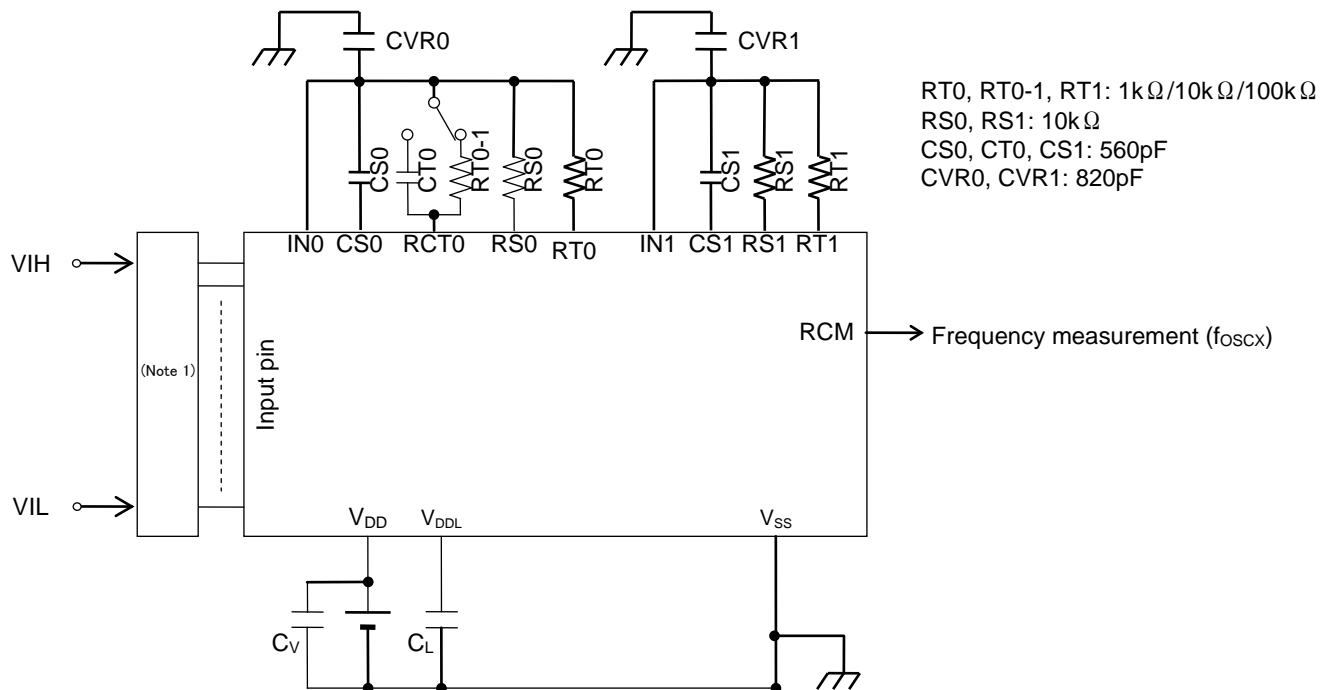 CVR0
CVR1
RT0, RT0-1, RT1: 1kΩ/10kΩ/100kΩ
RS0, RS1: 10kΩ
CS0, CT0, CS1: 560pF
CVR0, CVR1: 820pF
CS0
CT0
RT0-1
RS0
RT0
CS1
RS1
RT1
IN0 CS0 RCT0 RS0 RT0
IN1 CS1 RS1 RT1
VIH
(Note 1)
Input pin
RCM
Frequency measurement (fOSCX)
VIL
VDD
VDDL
VSS
CV
CL